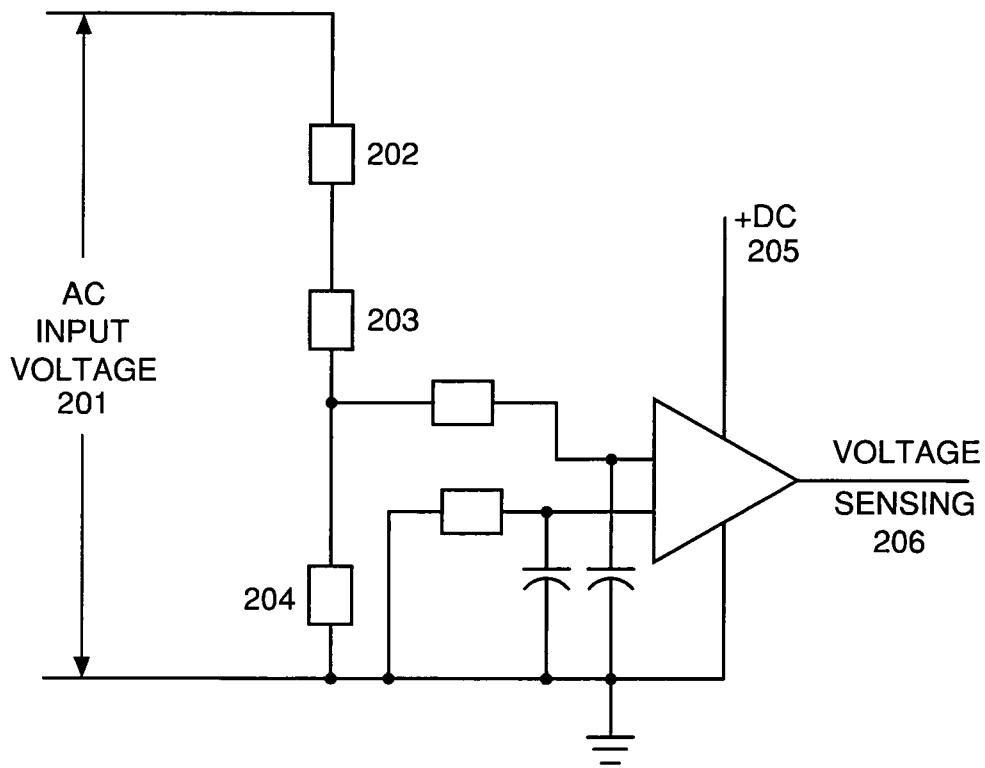 202
+DC
205
AC
INPUT
VOLTAGE
201
203
VOLTAGE
SENSING
206
204